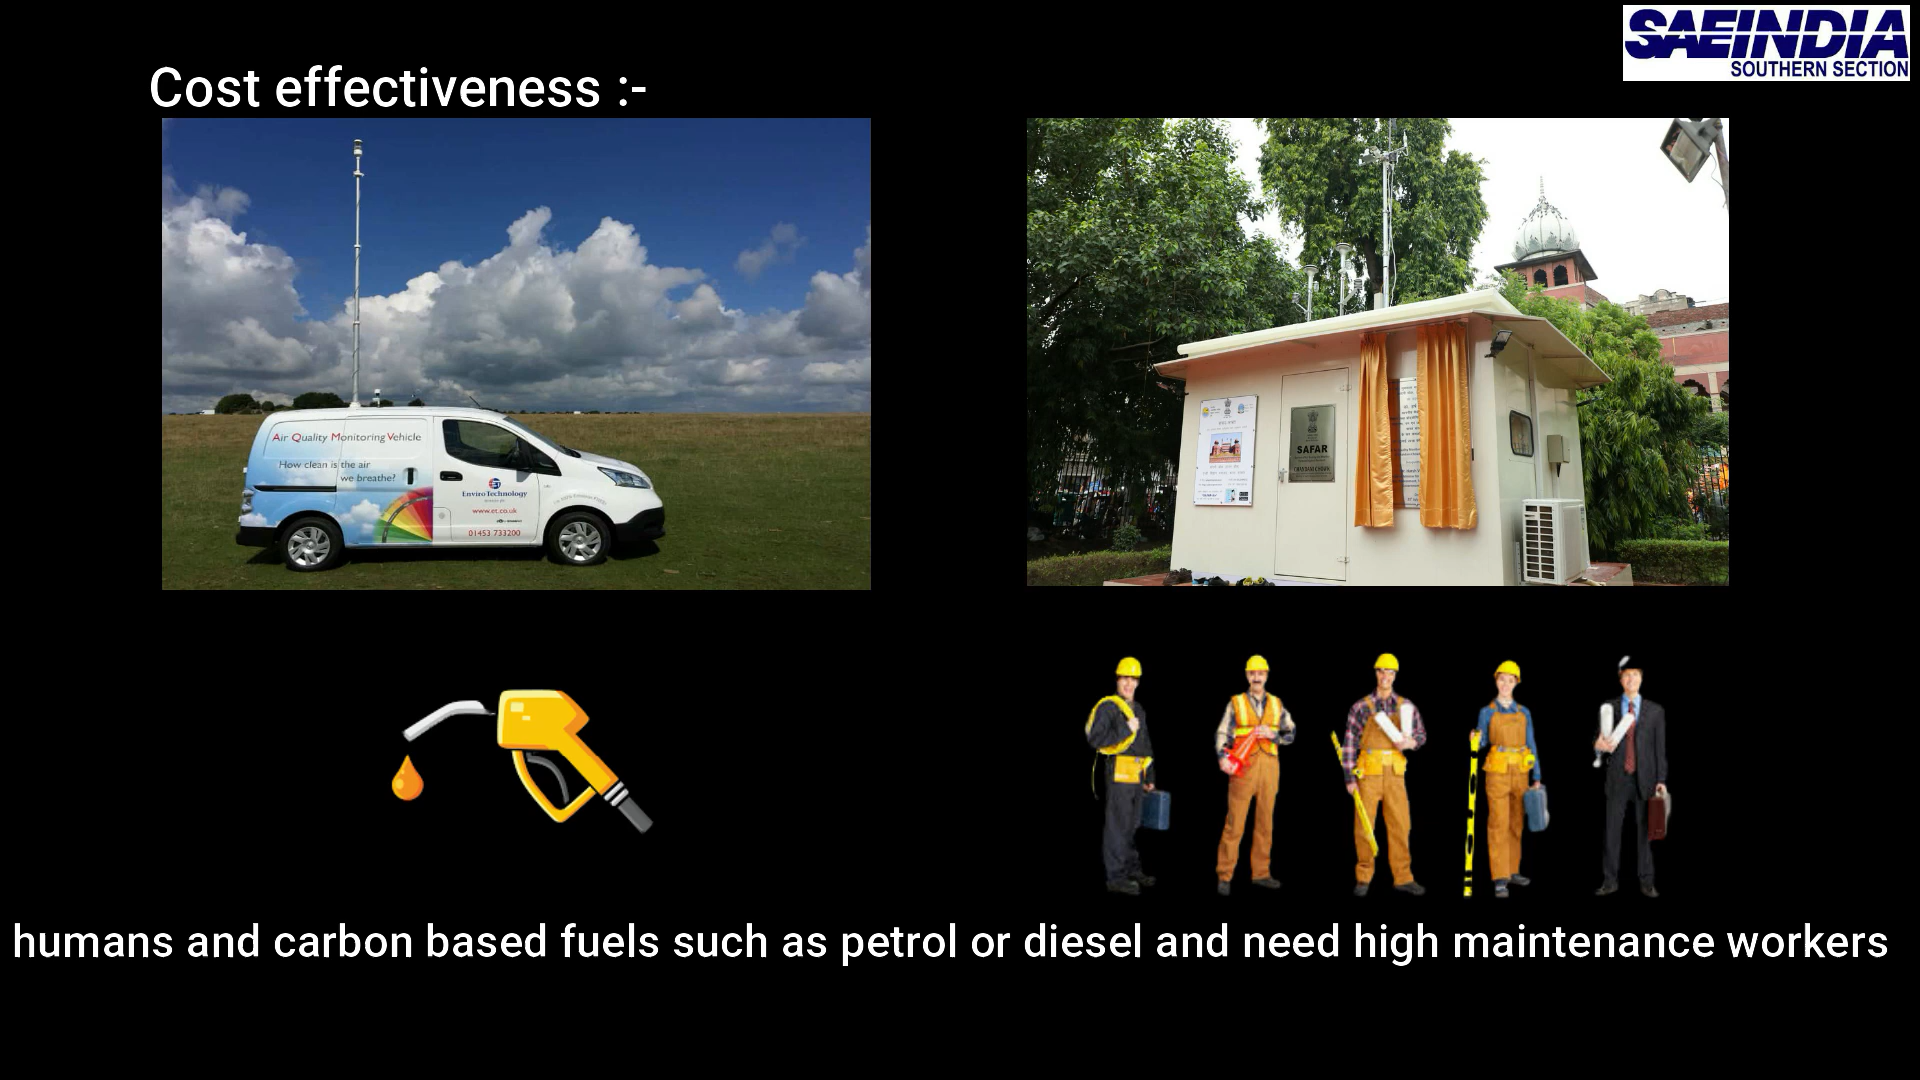 SAEINDIA
SOUTHERN SECTION
Cost effectiveness :-
Air Quality Monitoring Vehicle
How clean is the air
we breathe?
EnviroTechnology
www.et.co.uk
01453 733200
SAFAR
CHANDANI CHOWK
humans and carbon based fuels such as petrol or diesel and need high maintenance workers